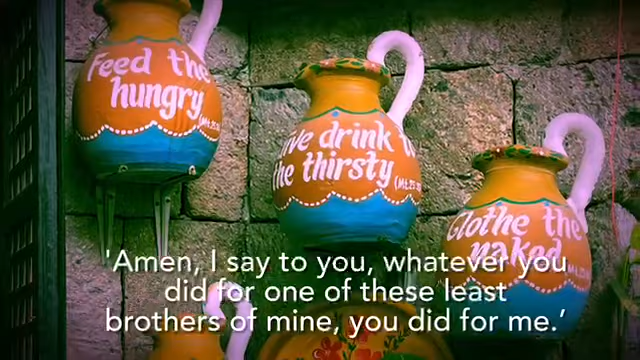 Feed the
hungry
ive drink t
the thirsty
Clothe the
naked
'Amen, I say to you, whatever you
did for one of these least
brothers of mine, you did for me.'